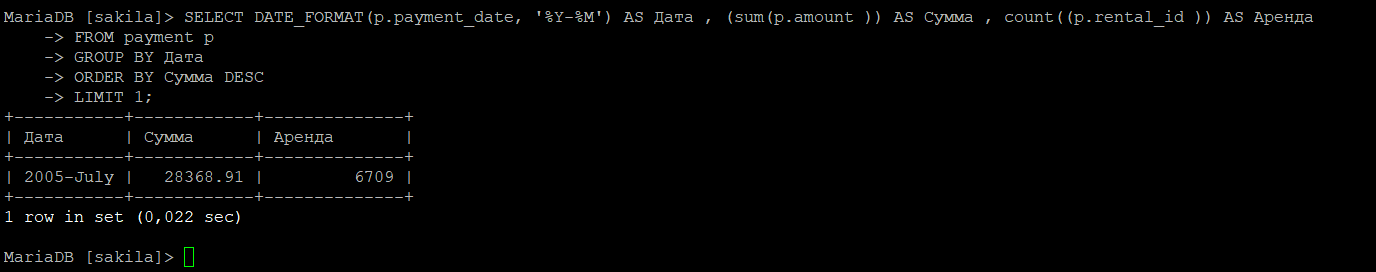 MariaDB [sakila]> SELECT DATE_FORMAT(p.payment_date, '%Y-%M') AS Дата , (sum(p.amount )) AS Сумма , count((p.rental_id )) AS Аренда
    -> FROM payment p
    -> GROUP BY Дата
    -> ORDER BY Сумма DESC
    -> LIMIT 1;
+-----------+------------+--------------+
| Дата      | Сумма      | Аренда       |
+-----------+------------+--------------+
| 2005-July |   28368.91 |         6709 |
+-----------+------------+--------------+
1 row in set (0,022 sec)
MariaDB [sakila]>